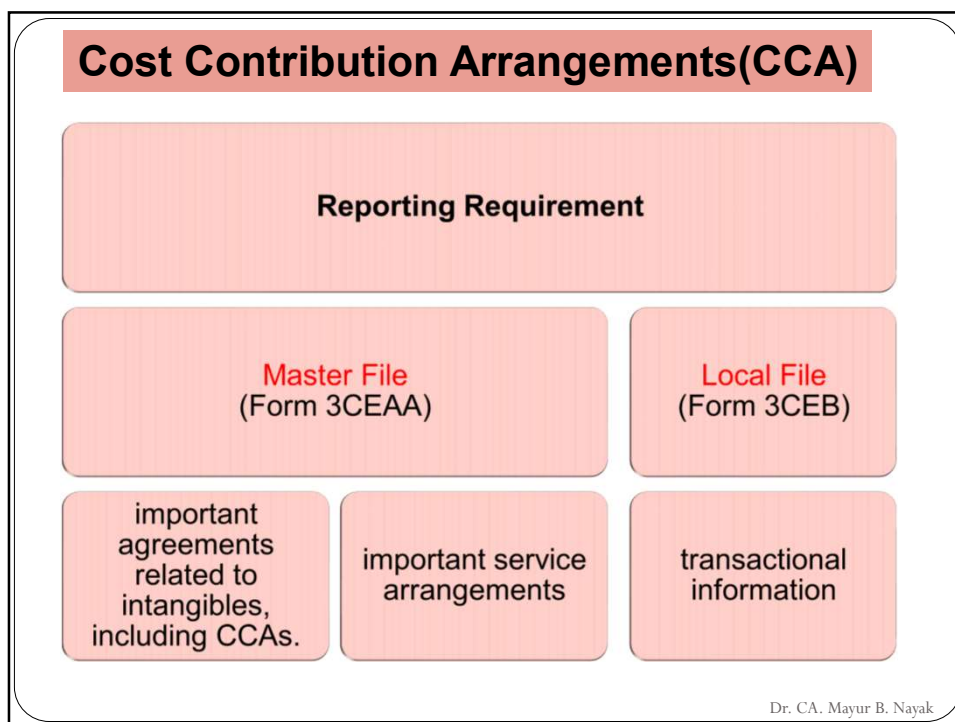 Cost Contribution Arrangements(CCA)
Reporting Requirement
Master File
(Form 3CEAA)
Local File
(Form 3CEB)
important
agreements
related to
intangibles,
including CCAs.
important service
arrangements
transactional
information
Dr. CA. Mayur B. Nayak